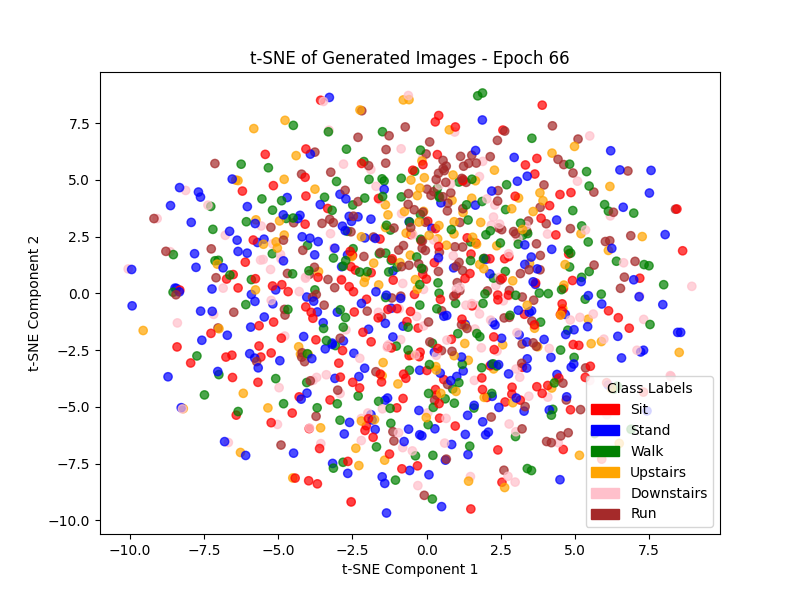 t-SNE of Generated Images - Epoch 66
t-SNE Component 2
7.5
5.0
2.5
0.0
−2.5
−5.0
−7.5
−10.0
Class Labels
Sit
Stand
Walk
Upstairs
Downstairs
Run
−10.0 −7.5 −5.0 −2.5 0.0 2.5 5.0 7.5
t-SNE Component 1